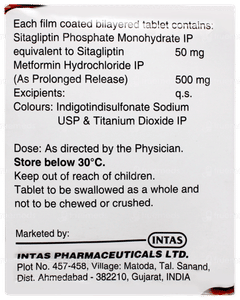 Each film coated bilayered tablet contains:
Sitagliptin Phosphate Monohydrate IP
equivalent to Sitagliptin 50 mg
Metformin Hydrochloride IP
(As Prolonged Release) 500 mg
Excipients: q.s.
Colours: Indigotindisulfonate Sodium
USP & Titanium Dioxide IP
Dose: As directed by the Physician.
Store below 30°C.
Keep out of reach of children.
Tablet to be swallowed as a whole and
not to be chewed or crushed.
Marketed by:
INTAS
INTAS PHARMACEUTICALS LTD.
Plot No. 457-458, Village: Matoda, Tal. Sanand,
Dist. Ahmedabad - 382210, Gujarat, INDIA